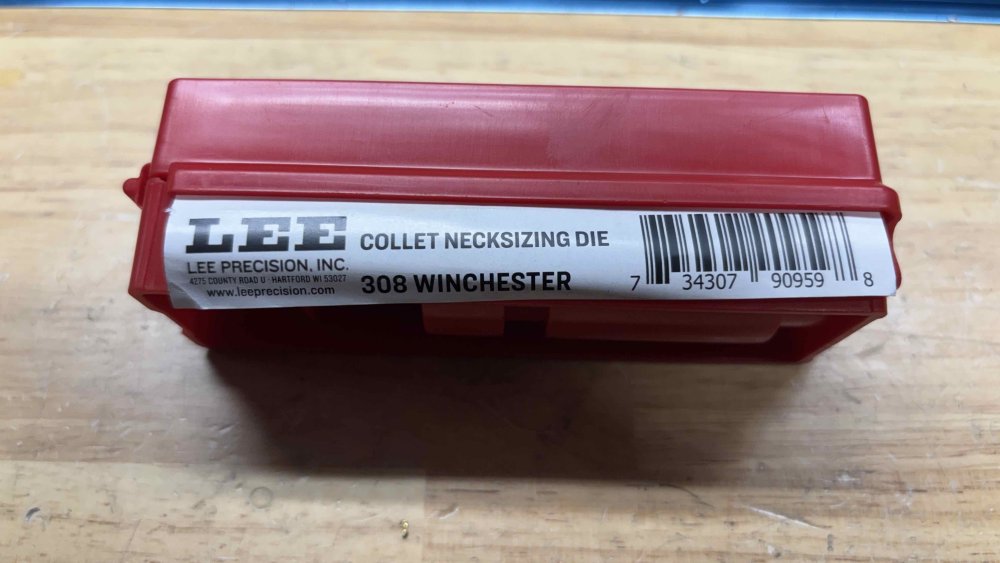 LEE
LEE PRECISION, INC.
4275 COUNTY ROAD U · HARTFORD WI 53027
www.leeprecision.com
COLLET NECKSIZING DIE
308 WINCHESTER
7 34307 90959 8